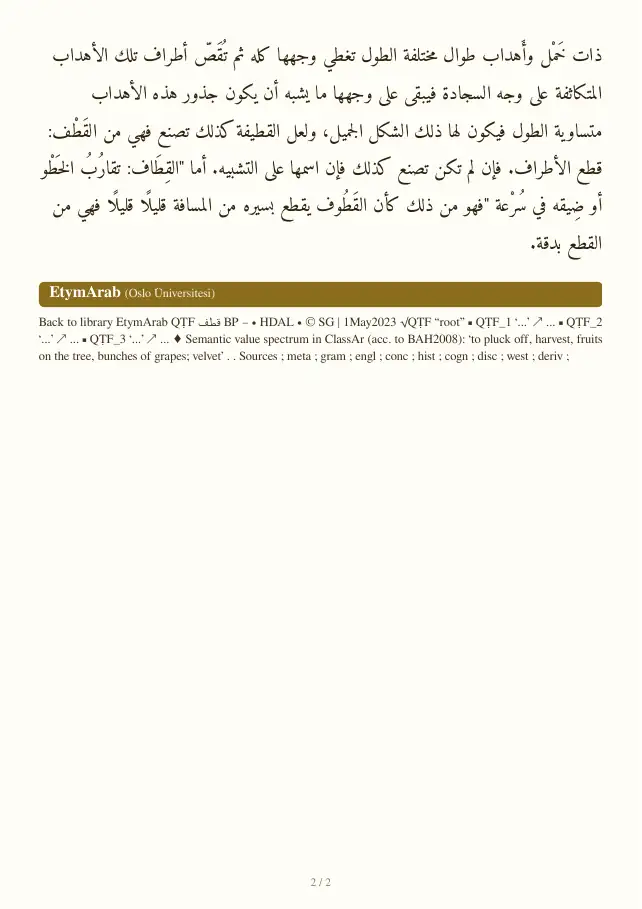 ذات خَمْل وأَهداب طوال مختلفة الطول تغطي وجهها كله ثم تُقَصّ أطراف تلك الأهداب
المتكاثفة على وجه السجادة فيبقى على وجهها ما يشبه أن يكون جذور هذه الأهداب
متساوية الطول فيكون لها ذلك الشكل الجميل، ولعل القطيفة كذلك تصنع فهي من القَطْف:
قطع الأطراف. فإن لم تكن تصنع كذلك فإن اسمها على التشبيه. أما "القِطَاف: تقارُبُ الخَطْو
أو ضِيقه في سُرْعة "فهو من ذلك كأن القَطُوف يقطع بسيره من المسافة قليلًا قليلًا فهي من
القطع بدقة.
EtymArab (Oslo Üniversitesi)
Back to library EtymArab QṬF قطف BP – • HDAL • © SG | 1May2023 √QṬF “root” ▪ QṬF_1 ‘...’ ↗ ... ▪ QṬF_2
‘...’ ↗ ... ▪ QṬF_3 ‘...’ ↗ ... ♦ Semantic value spectrum in ClassAr (acc. to BAH2008): ‘to pluck off, harvest, fruits
on the tree, bunches of grapes; velvet’ . . Sources ; meta ; gram ; engl ; conc ; hist ; cogn ; disc ; west ; deriv ;
2 / 2